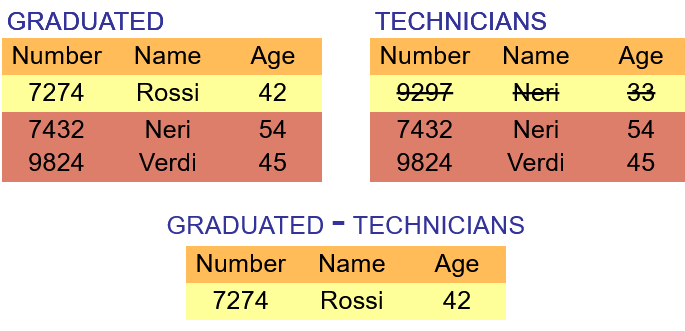 GRADUATED
Number Name Age
7274 Rossi 42
7432 Neri 54
9824 Verdi 45
TECHNICIANS
Number Name Age
9297 Neri 33
7432 Neri 54
9824 Verdi 45
GRADUATED - TECHNICIANS
Number Name Age
7274 Rossi 42